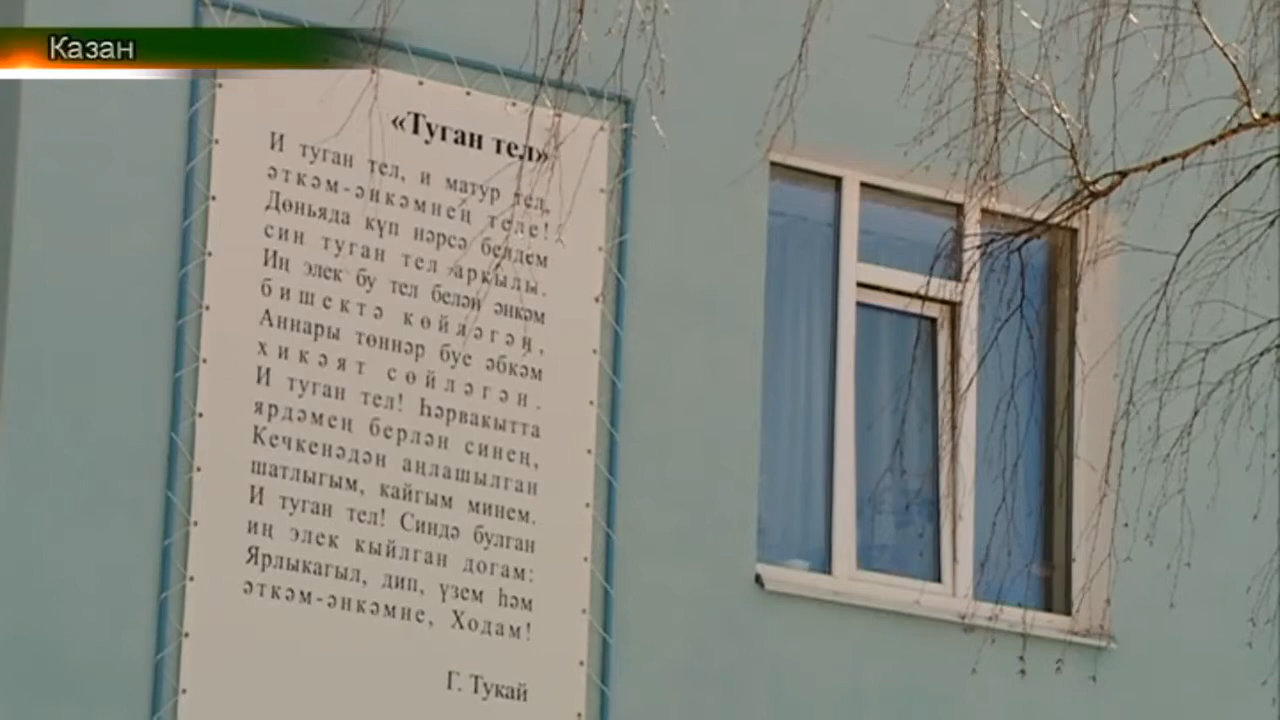 Казан
«Туган тел»
И туган тел, и матур тел,
әткәм-әнкәмнең теле!
Дөньяда күп нәрсә белдем
син туган тел аркылы.
Иң элек бу тел белән әнкәм
бишектә көйләгән,
Аннары төннәр буе әбкәм
хикәят сөйләгән.
И туган тел! Һәрвакытта
ярдәмең берлән синең,
Кечкенәдән аңлашылган
шатлыгым, кайгым минем.
И туган тел! Синдә булган
иң элек кыйлган догам:
Ярлыкагыл, дип, үзем һәм
әткәм-әнкәмне, Ходам!
Г. Тукай